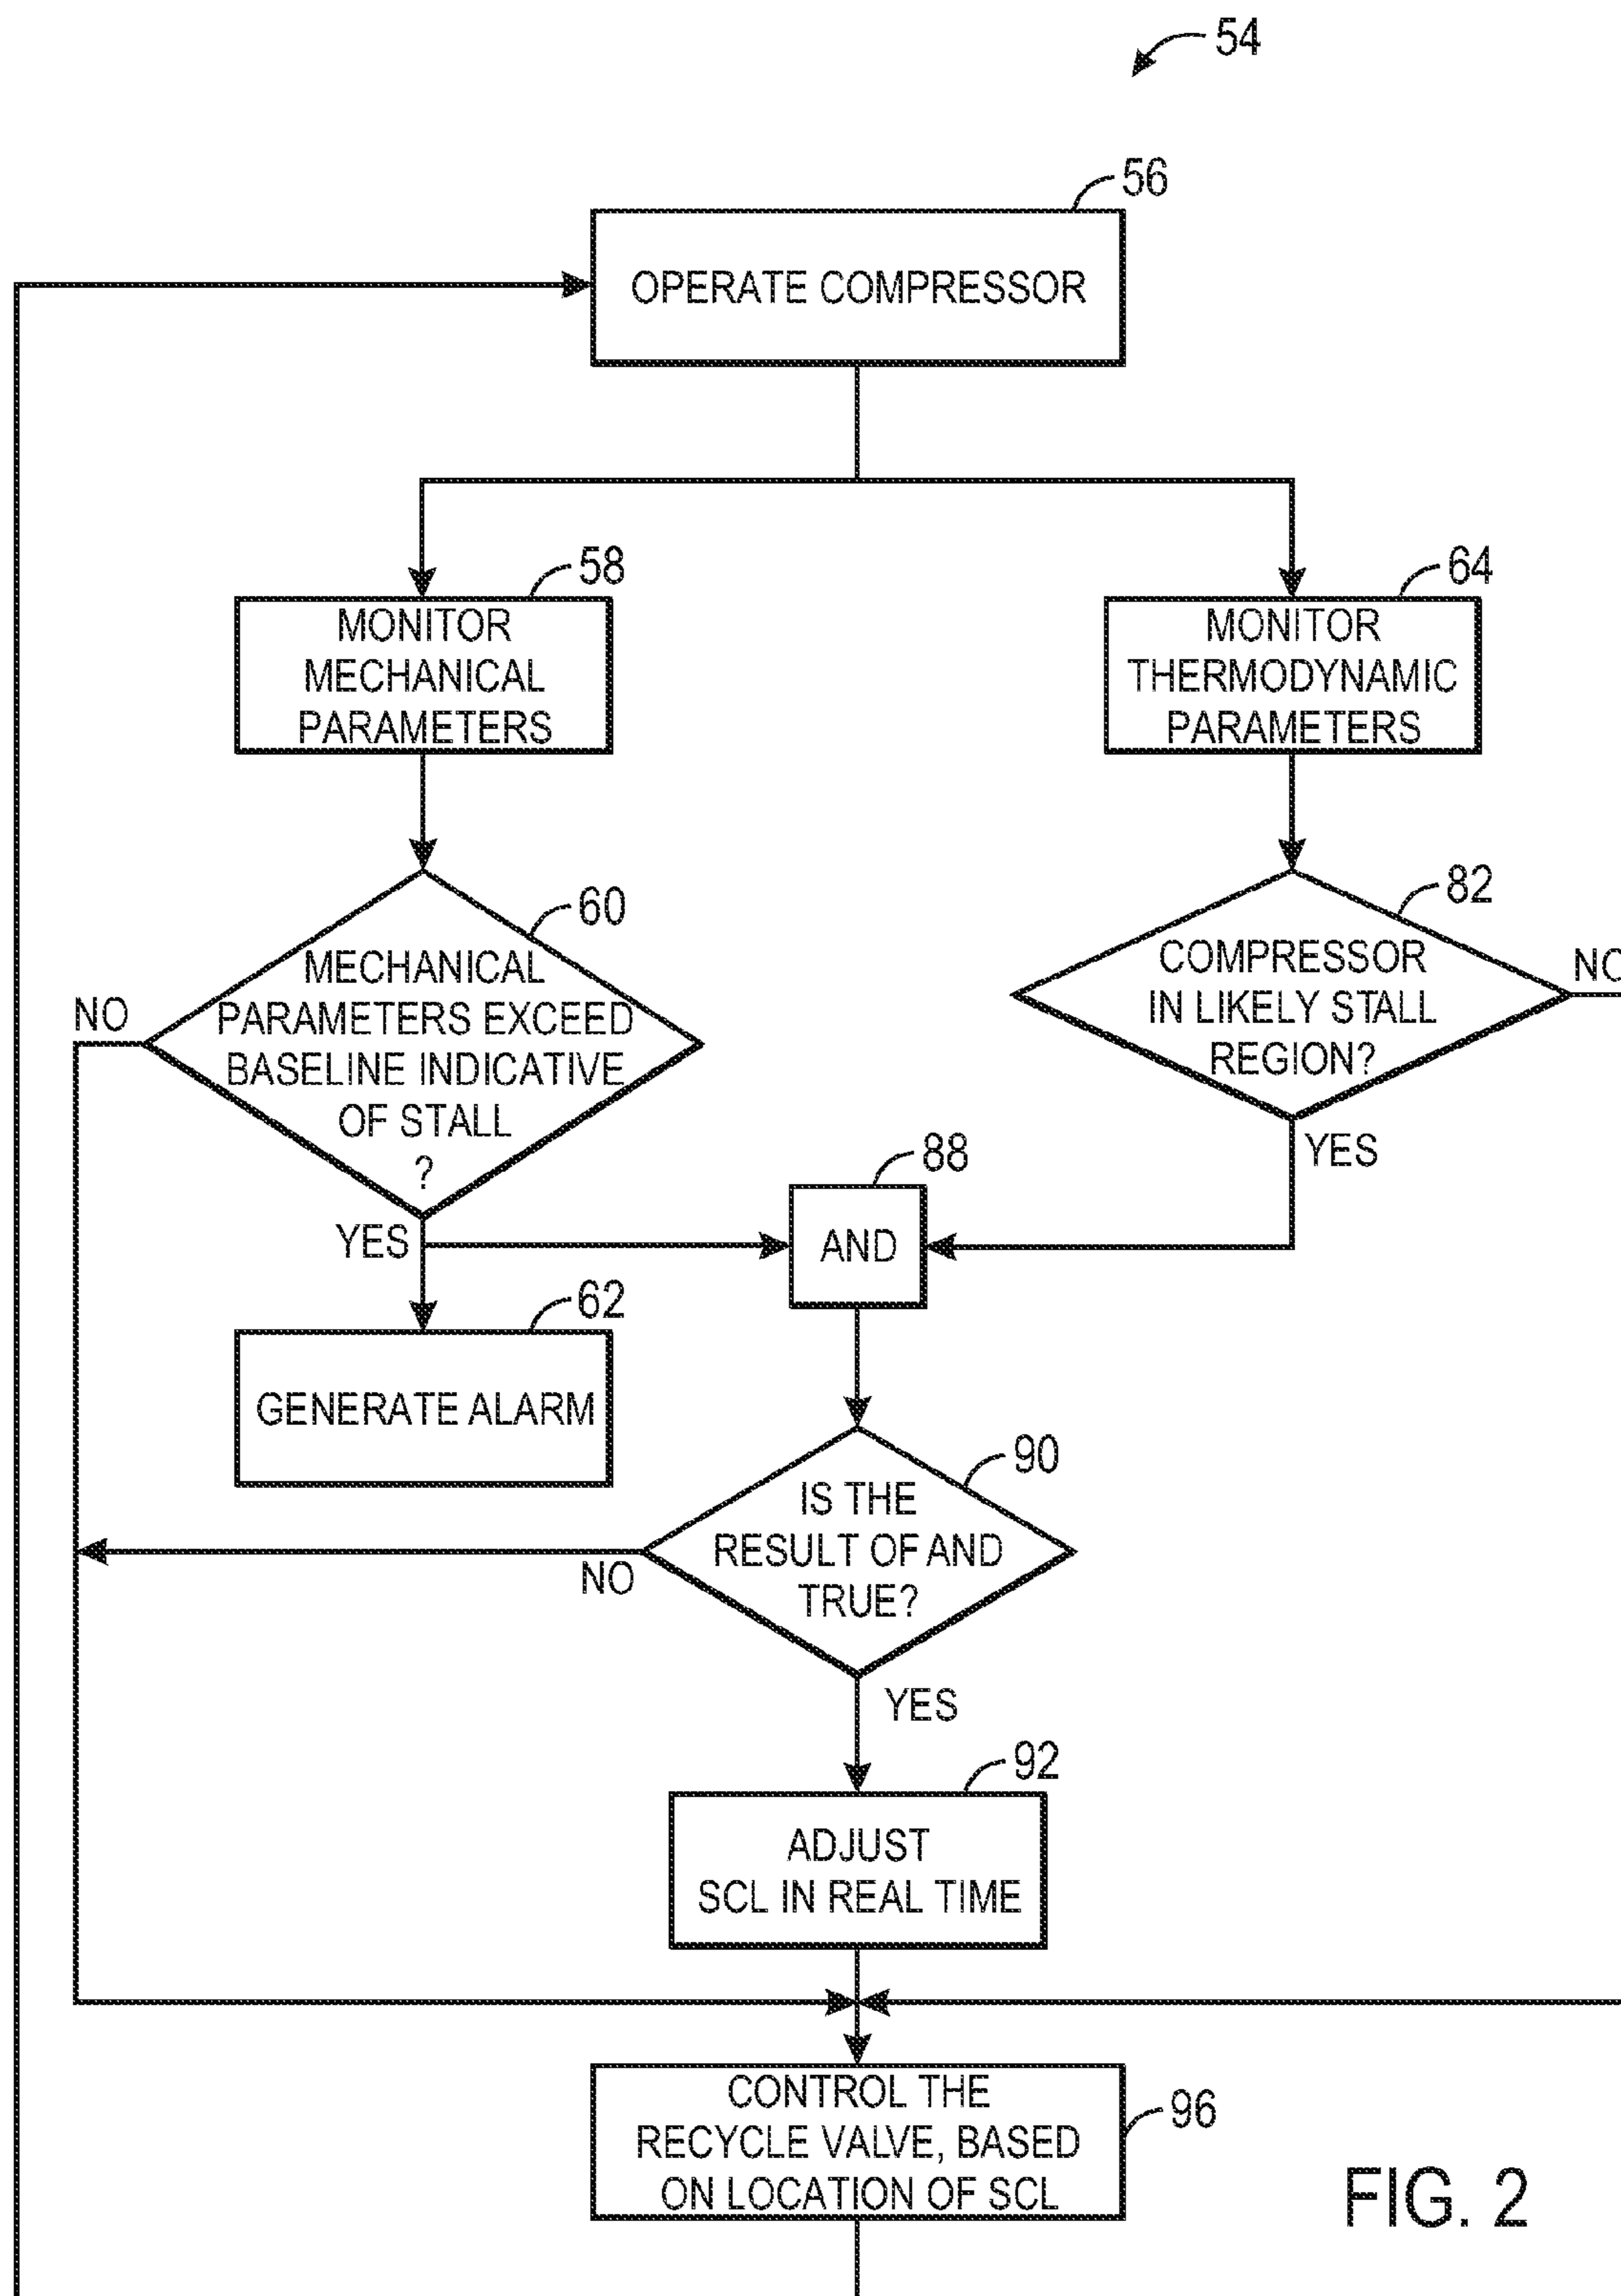 54
56
OPERATE COMPRESSOR
58
MONITOR
MECHANICAL
PARAMETERS
64
MONITOR
THERMODYNAMIC
PARAMETERS
60
MECHANICAL
PARAMETERS EXCEED
BASELINE INDICATIVE
OF STALL
?
NO
YES
82
COMPRESSOR
IN LIKELY STALL
REGION?
NO
YES
88
AND
62
GENERATE ALARM
90
IS THE
RESULT OF AND
TRUE?
NO
YES
92
ADJUST
SCL IN REAL TIME
CONTROL THE
RECYCLE VALVE, BASED
ON LOCATION OF SCL
96
FIG. 2